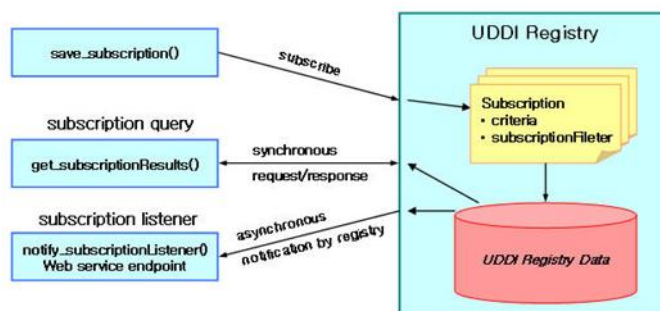 save_subscription()
subscribe
UDDI Registry
Subscription
• criteria
• subscriptionFileter
subscription query
get_subscriptionResults()
synchronous
request/response
subscription listener
notify_subscriptionListener()
Web service endpoint
asynchronous
notification by registry
UDDI Registry Data